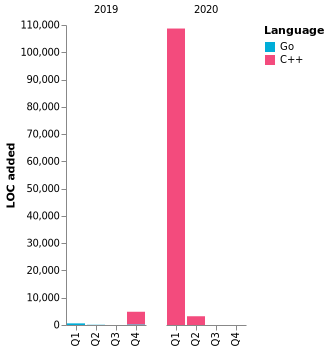 2019
2020
Language
Go
C++
LOC added
110,000
100,000
90,000
80,000
70,000
60,000
50,000
40,000
30,000
20,000
10,000
0
Q1
Q2
Q3
Q4
Q1
Q2
Q3
Q4